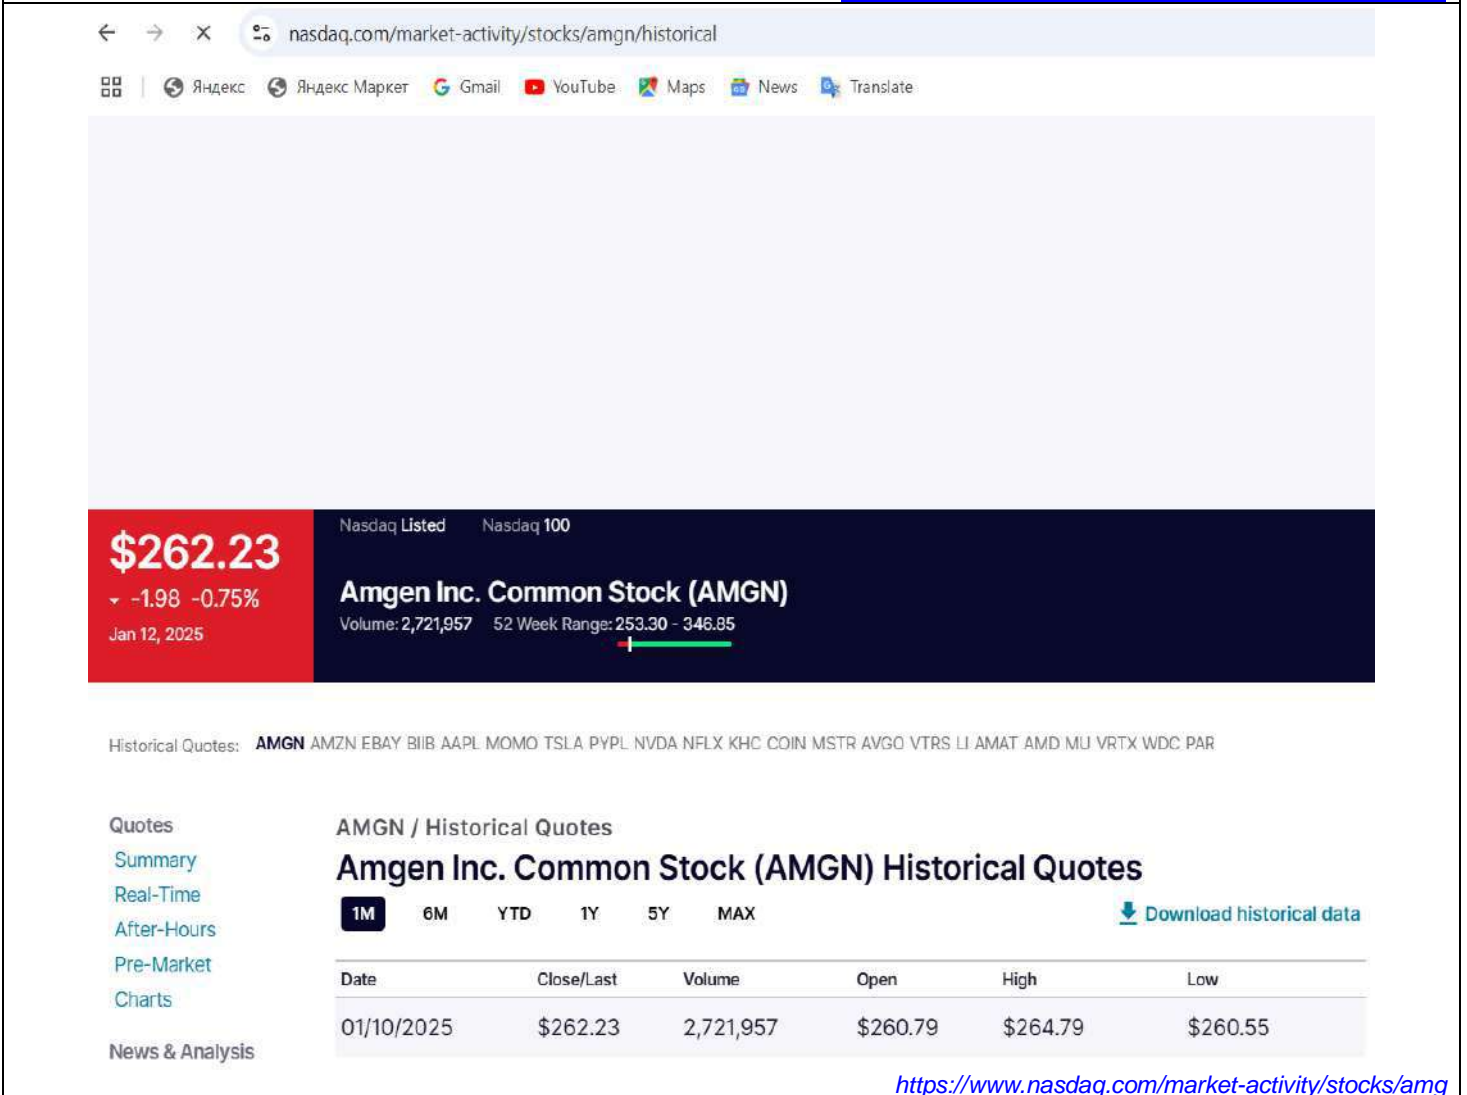 nasdaq.com/market-activity/stocks/amgn/historical
Яндекс Яндекс Маркет Gmail YouTube Maps News Translate
$262.23
-1.98 -0.75%
Jan 12, 2025
Nasdaq Listed Nasdaq 100
Amgen Inc. Common Stock (AMGN)
Volume: 2,721,957 52 Week Range: 253.30 - 346.85
Historical Quotes: AMGN AMZN EBAY BIIB AAPL MOMO TSLA PYPL NVDA NFLX KHC COIN MSTR AVGO VTRS LI AMAT AMD MU VRTX WDC PAR
Quotes
Summary
Real-Time
After-Hours
Pre-Market
Charts
News & Analysis
AMGN / Historical Quotes
Amgen Inc. Common Stock (AMGN) Historical Quotes
1M 6M YTD 1Y 5Y MAX Download historical data
Date Close/Last Volume Open High Low
01/10/2025 $262.23 2,721,957 $260.79 $264.79 $260.55
https://www.nasdaq.com/market-activity/stocks/amg